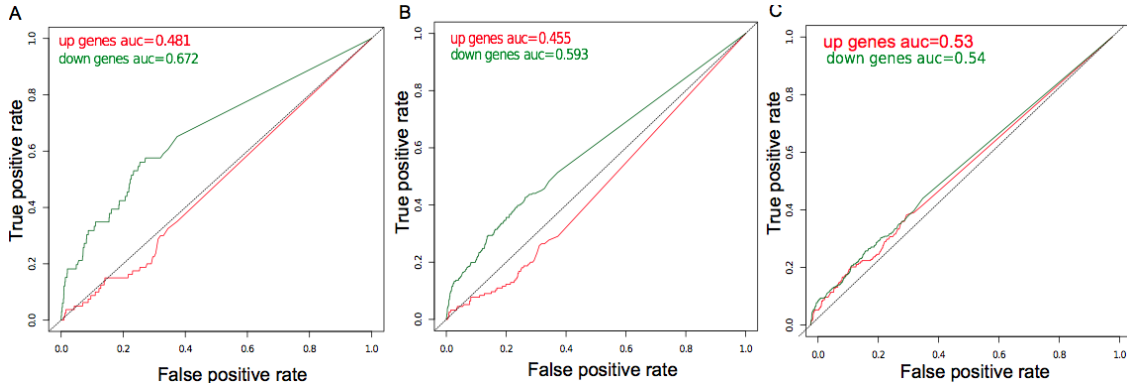 A
up genes auc=0.481
down genes auc=0.672
True positive rate
0.0 0.2 0.4 0.6 0.8 1.0
0.0 0.2 0.4 0.6 0.8 1.0
False positive rate
B
up genes auc=0.455
down genes auc=0.593
True positive rate
0.0 0.2 0.4 0.6 0.8 1.0
0.0 0.2 0.4 0.6 0.8 1.0
False positive rate
C
up genes auc=0.53
down genes auc=0.54
True positive rate
0.0 0.2 0.4 0.6 0.8 1.0
0.0 0.2 0.4 0.6 0.8 1.0
False positive rate